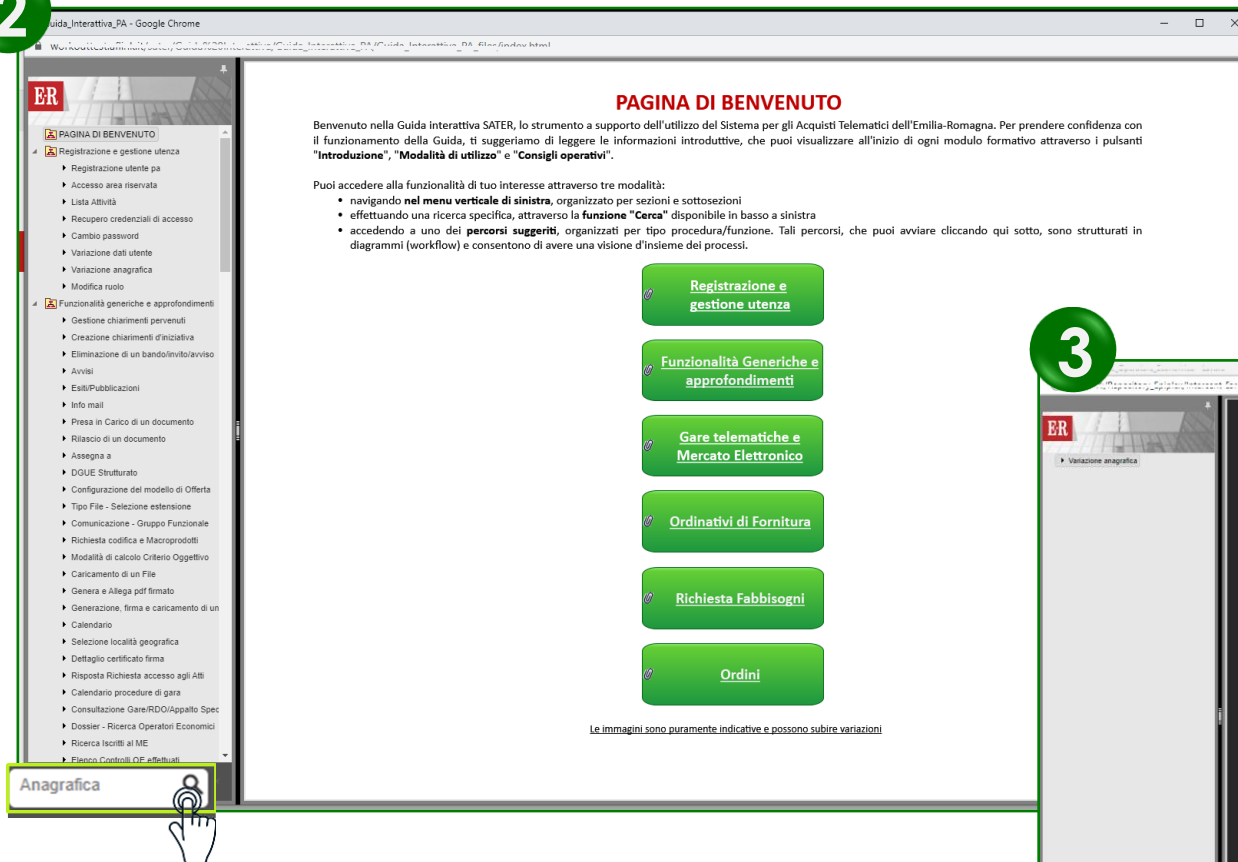 2
Guida_Interattiva_PA - Google Chrome
E-R
PAGINA DI BENVENUTO
Registrazione e gestione utenza
Registrazione utente pa
Accesso area riservata
Lista Attività
Recupero credenziali di accesso
Cambio password
Variazione dati utente
Variazione anagrafica
Modifica ruolo
Funzionalità generiche e approfondimenti
Gestione chiarimenti pervenuti
Creazione chiarimenti d'iniziativa
Eliminazione di un bando/invito/avviso
Avvisi
Esiti/Pubblicazioni
Info mail
Presa in Carico di un documento
Rilascio di un documento
Assegna a
DGUE Strutturato
Configurazione del modello di Offerta
Tipo File - Selezione estensione
Comunicazione - Gruppo Funzionale
Richiesta codifica e Macroprodotti
Modalità di calcolo Criterio Oggettivo
Caricamento di un File
Genera e Allega pdf firmato
Generazione, firma e caricamento di un
Calendario
Selezione località geografica
Dettaglio certificato firma
Risposta Richiesta accesso agli Atti
Calendario procedure di gara
Consultazione Gare/RDO/Appalto Spec
Dossier - Ricerca Operatori Economici
Ricerca Iscritti al ME
Elenco Controlli OE effettuati
Anagrafica
PAGINA DI BENVENUTO
Benvenuto nella Guida interattiva SATER, lo strumento a supporto dell'utilizzo del Sistema per gli Acquisti Telematici dell'Emilia-Romagna. Per prendere confidenza con
il funzionamento della Guida, ti suggeriamo di leggere le informazioni introduttive, che puoi visualizzare all'inizio di ogni modulo formativo attraverso i pulsanti
"Introduzione", "Modalità di utilizzo" e "Consigli operativi".
Puoi accedere alla funzionalità di tuo interesse attraverso tre modalità:
• navigando nel menu verticale di sinistra, organizzato per sezioni e sottosezioni
• effettuando una ricerca specifica, attraverso la funzione "Cerca" disponibile in basso a sinistra
• accedendo a uno dei percorsi suggeriti, organizzati per tipo procedura/funzione. Tali percorsi, che puoi avviare cliccando qui sotto, sono strutturati in
diagrammi (workflow) e consentono di avere una visione d'insieme dei processi.
Registrazione e
gestione utenza
Funzionalità Generiche e
approfondimenti
Gare telematiche e
Mercato Elettronico
Ordinativi di Fornitura
Richiesta Fabbisogni
Ordini
Le immagini sono puramente indicative e possono subire variazioni
3
E-R
Variazione anagrafica